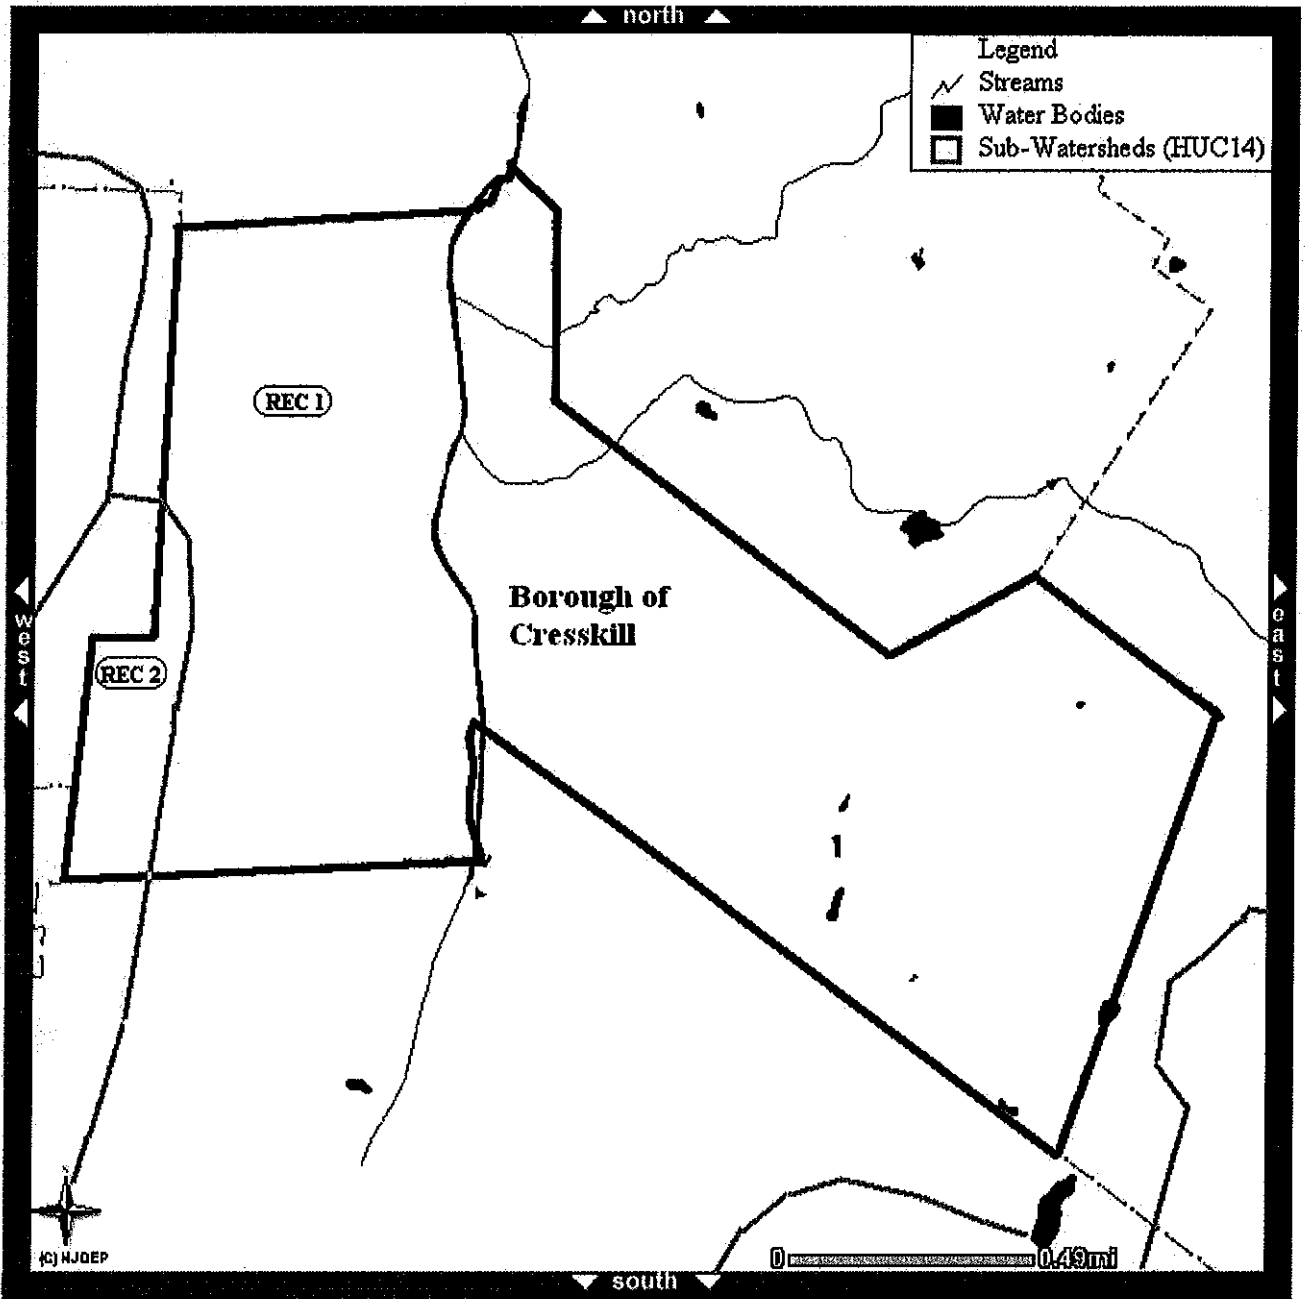 north
Legend
Streams
Water Bodies
Sub-Watersheds (HUC14)
REC 1
Borough of
Cresskill
west
east
REC 2
(C) NJDEP
0 0.49mi
south